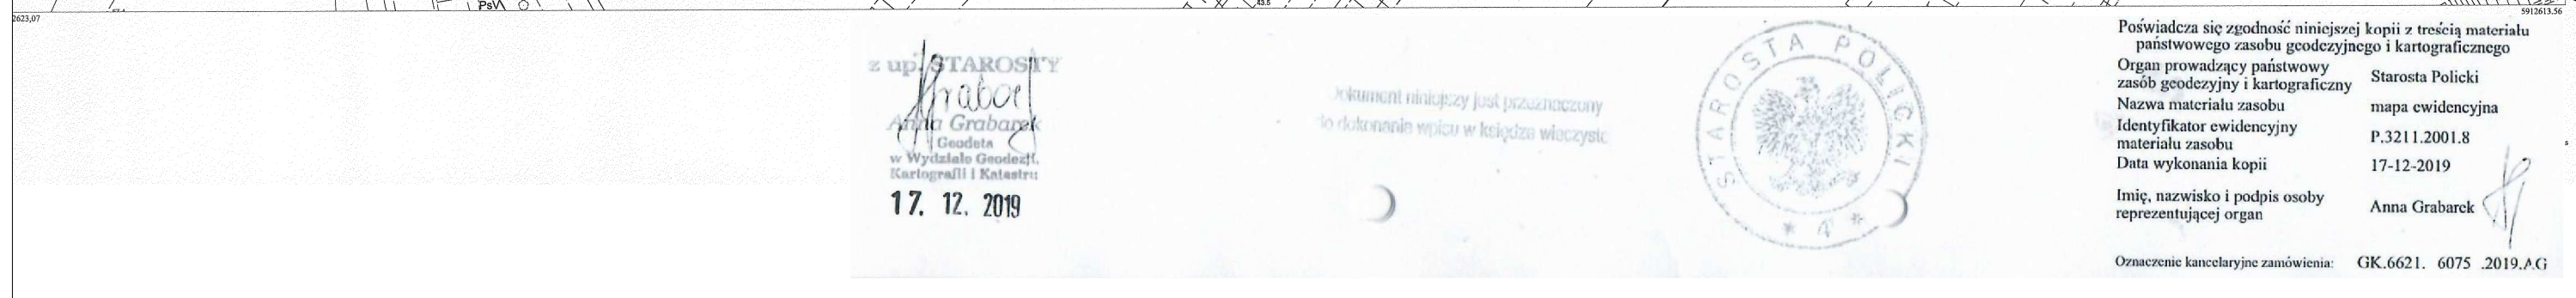 PsV
43.5
2623,07
5912613.56
z up. STAROSTY
Anna Grabarek
Geodeta
w Wydziale Geodezji,
Kartografii i Katastru
17. 12. 2019
Dokument niniejszy jest przeznaczony
do dokonania wpisu w księdze wieczystej
STAROSTA POLICKI
* 4 *
Poświadcza się zgodność niniejszej kopii z treścią materiału
państwowego zasobu geodezyjnego i kartograficznego
Organ prowadzący państwowy
zasób geodezyjny i kartograficzny Starosta Policki
Nazwa materiału zasobu mapa ewidencyjna
Identyfikator ewidencyjny
materiału zasobu P.3211.2001.8
Data wykonania kopii 17-12-2019
Imię, nazwisko i podpis osoby
reprezentującej organ Anna Grabarek
Oznaczenie kancelaryjne zamówienia: GK.6621. 6075 .2019.AG